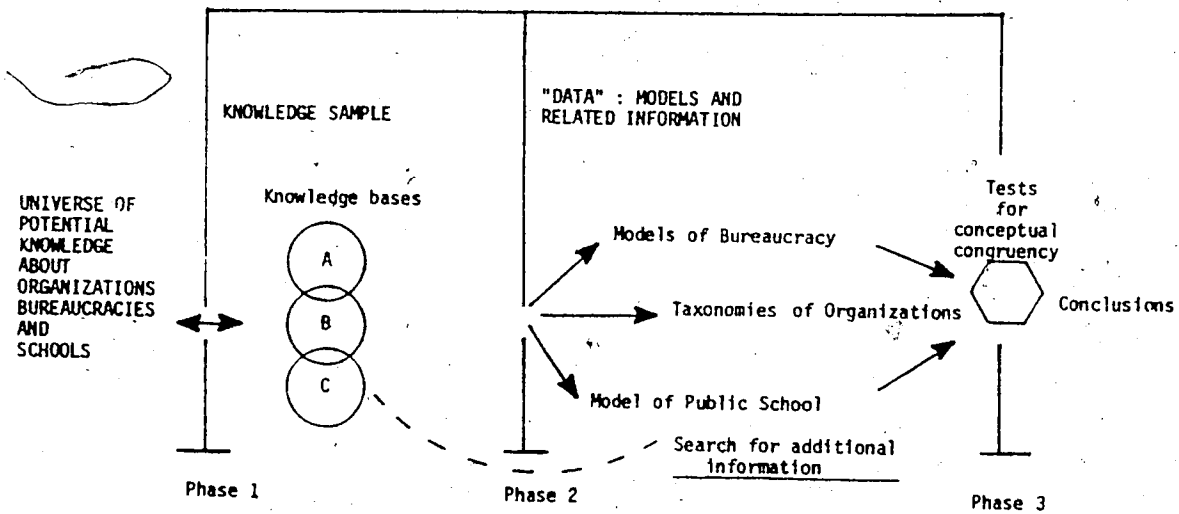 KNOWLEDGE SAMPLE
"DATA" : MODELS AND
RELATED INFORMATION
UNIVERSE OF
POTENTIAL
KNOWLEDGE
ABOUT
ORGANIZATIONS
BUREAUCRACIES
AND
SCHOOLS
Knowledge bases
A
B
C
Models of Bureaucracy
Taxonomies of Organizations
Model of Public School
Search for additional
information
Tests
for
conceptual
congruency
Conclusions
Phase 1
Phase 2
Phase 3